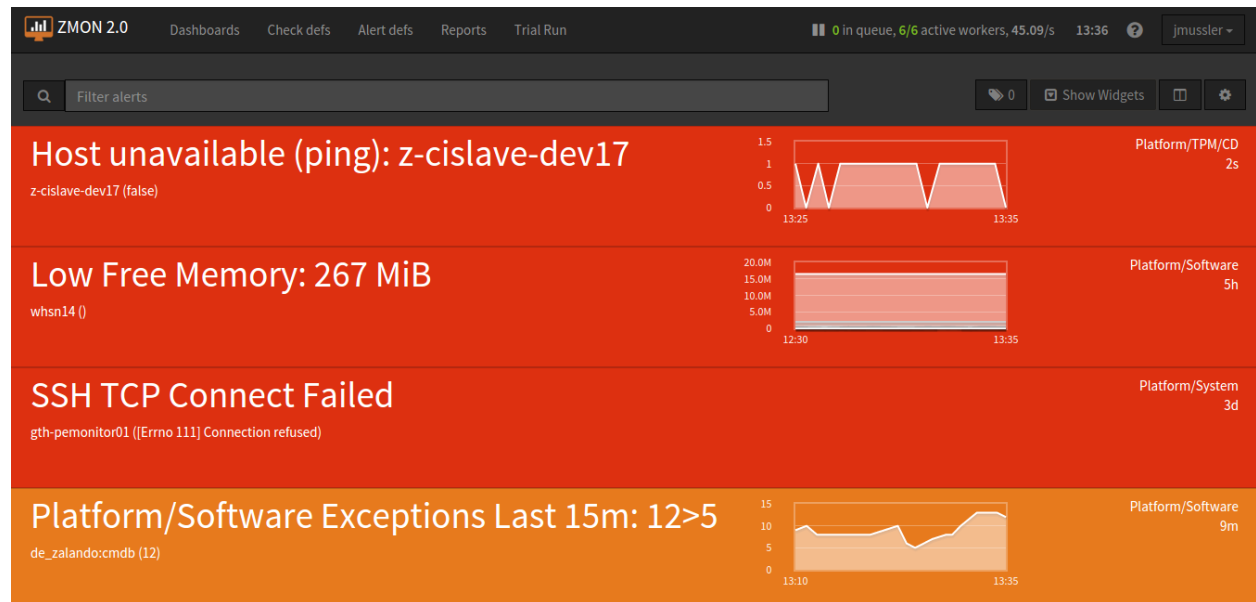 ZMON 2.0 Dashboards Check defs Alert defs Reports Trial Run 0 in queue, 6/6 active workers, 45.09/s 13:36 ? jmussler
Filter alerts 0 Show Widgets
Host unavailable (ping): z-cislave-dev17
z-cislave-dev17 (false)
1.5
1
0.5
0
13:25 13:35
Platform/TPM/CD
2s
Low Free Memory: 267 MiB
whsn14 ()
20.0M
15.0M
10.0M
5.0M
0
12:30 13:35
Platform/Software
5h
SSH TCP Connect Failed
gth-pemonitor01 ([Errno 111] Connection refused)
Platform/System
3d
Platform/Software Exceptions Last 15m: 12>5
de_zalando:cmdb (12)
15
10
5
0
13:10 13:35
Platform/Software
9m